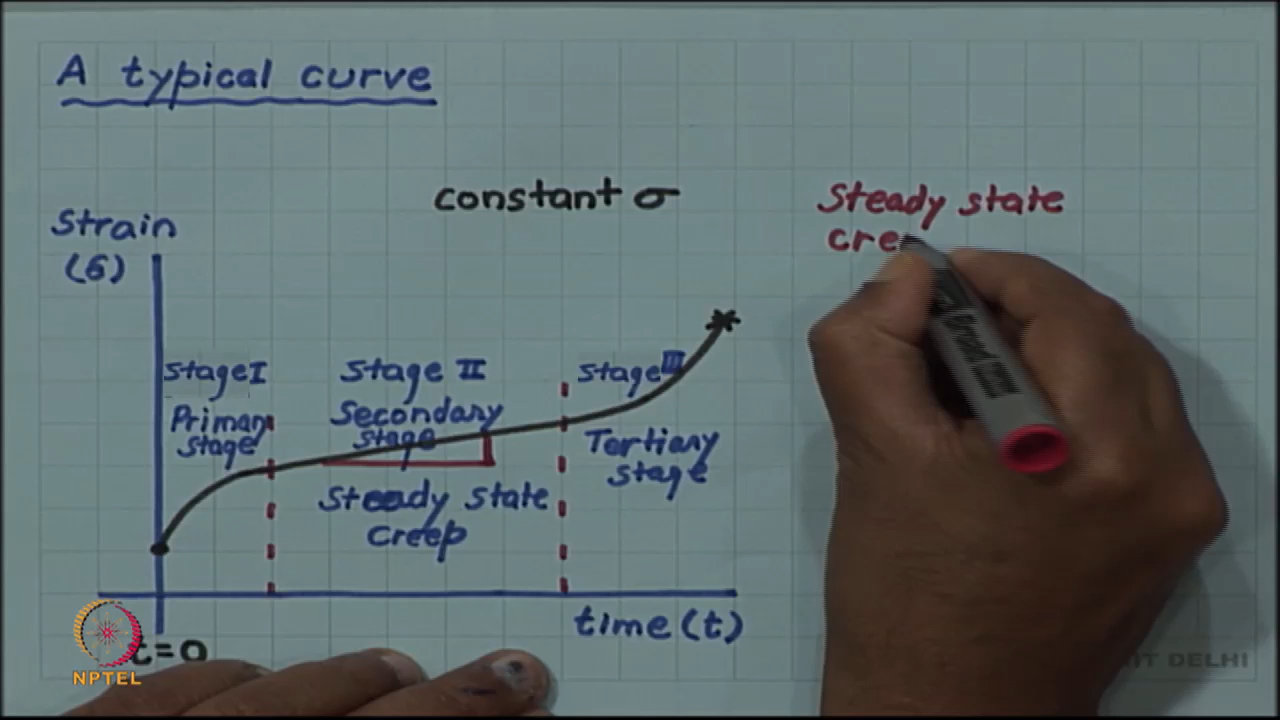 A typical curve
constant σ
Steady state
cre
Strain
(6)
Stage I
Primary
stage
Stage II
Secondary
stage
Steady state
Creep
Stage III
Tertiary
stage
time (t)
t=0
NPTEL
IIT DELHI